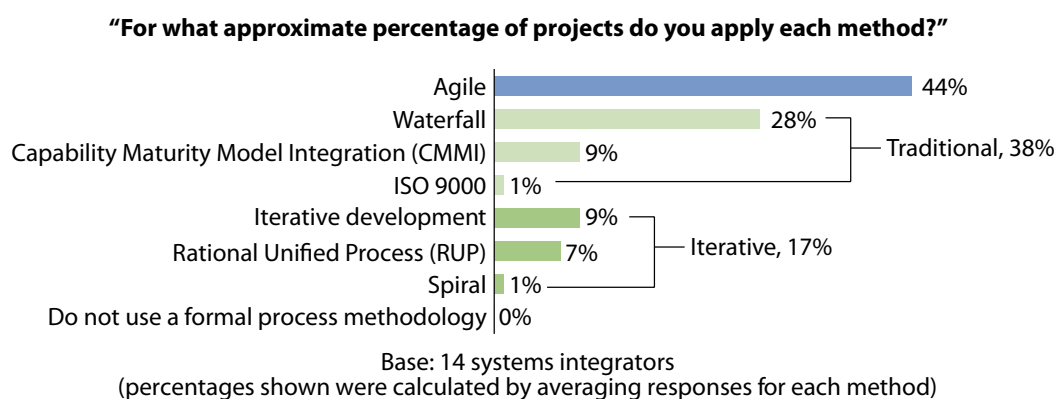 “For what approximate percentage of projects do you apply each method?”
Agile 44%
Waterfall 28%
Capability Maturity Model Integration (CMMI) 9%
Traditional, 38%
ISO 9000 1%
Iterative development 9%
Rational Unified Process (RUP) 7%
Iterative, 17%
Spiral 1%
Do not use a formal process methodology 0%
Base: 14 systems integrators
(percentages shown were calculated by averaging responses for each method)